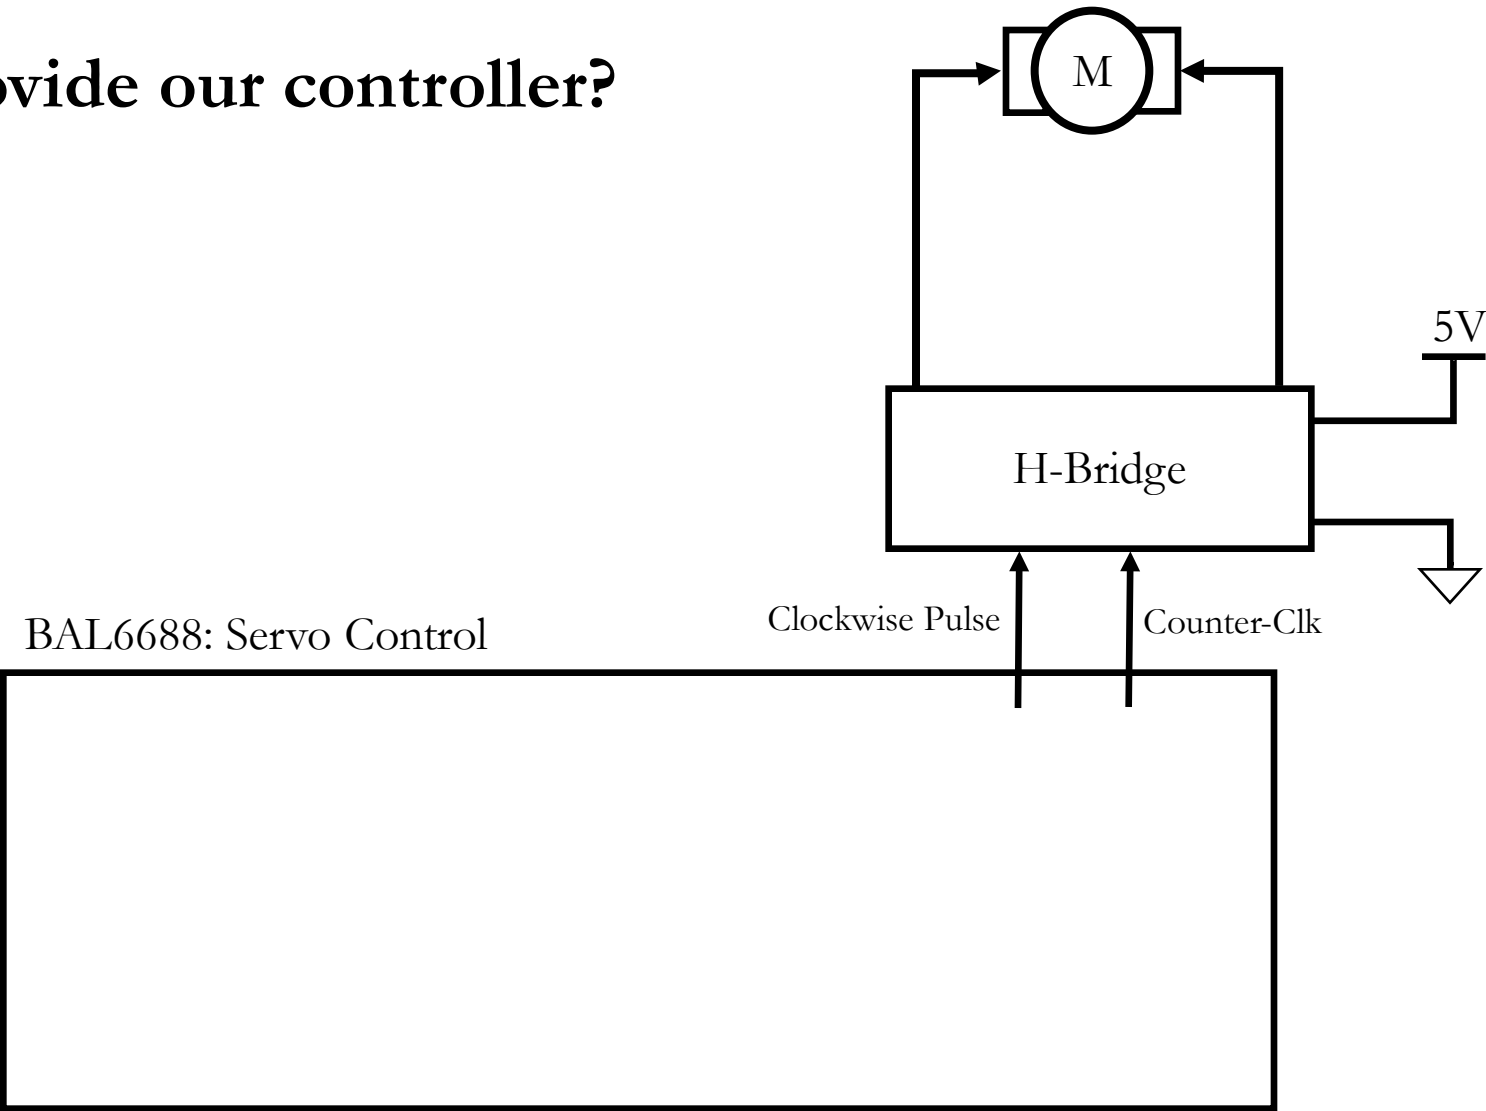 ovide our controller?
M
5V
H-Bridge
Clockwise Pulse
Counter-Clk
BAL6688: Servo Control